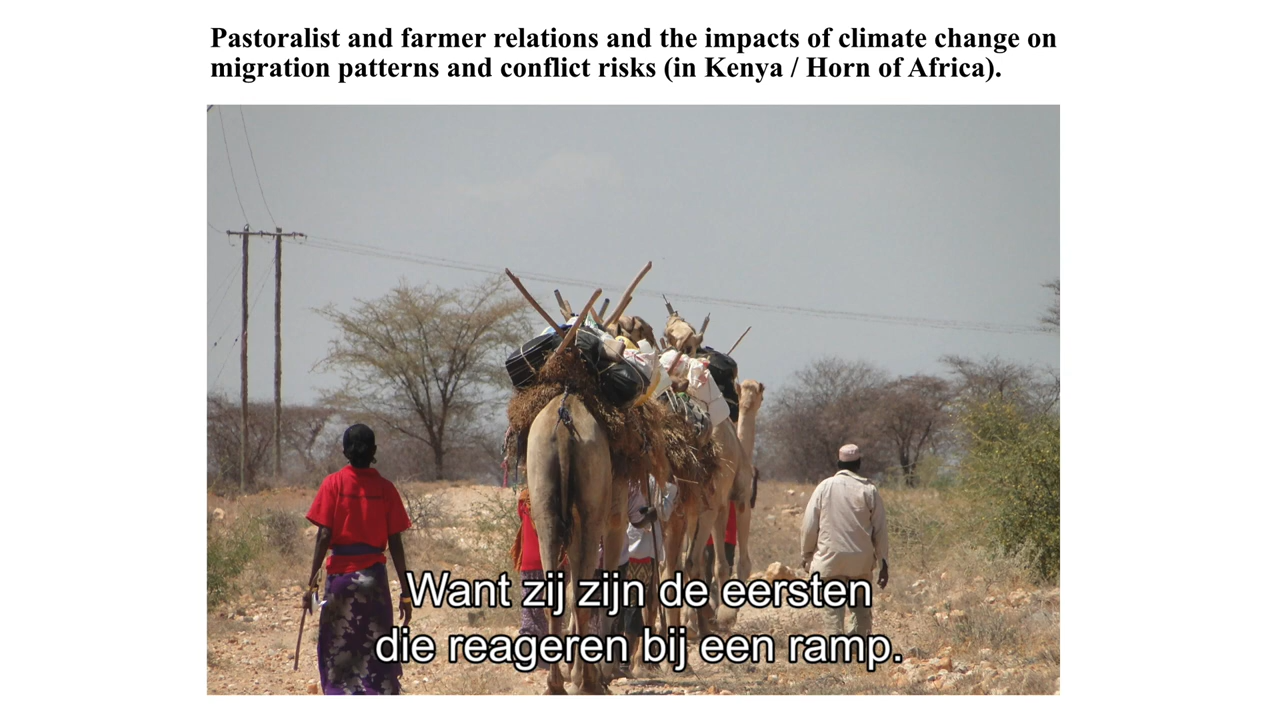 Pastoralist and farmer relations and the impacts of climate change on
migration patterns and conflict risks (in Kenya / Horn of Africa).
Want zij zijn de eersten
die reageren bij een ramp.